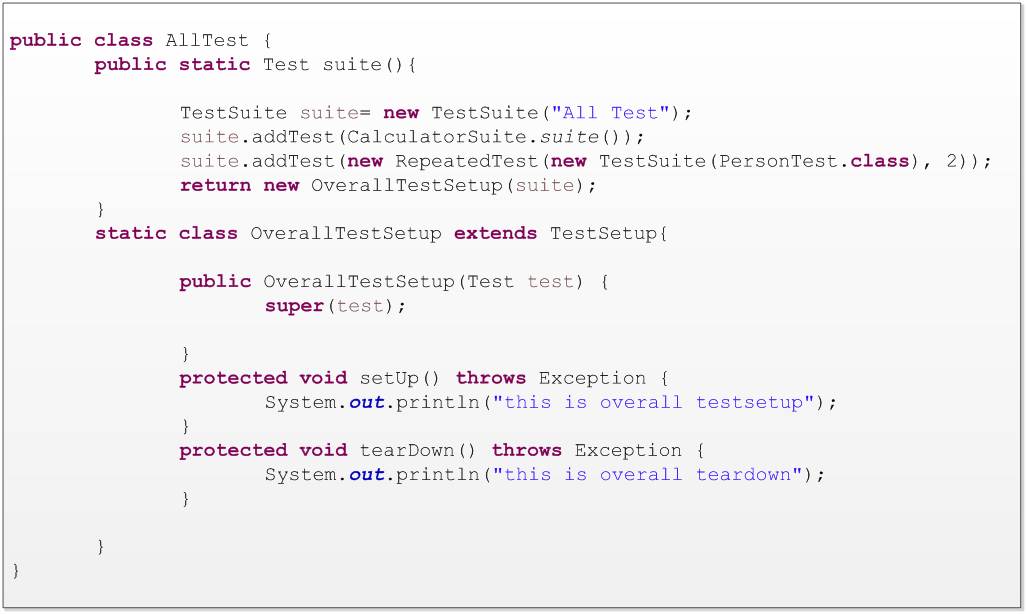 public class AllTest {
public static Test suite(){
TestSuite suite= new TestSuite("All Test");
suite.addTest(CalculatorSuite.suite());
suite.addTest(new RepeatedTest(new TestSuite(PersonTest.class), 2));
return new OverallTestSetup(suite);
}
static class OverallTestSetup extends TestSetup{
public OverallTestSetup(Test test) {
super(test);
}
protected void setUp() throws Exception {
System.out.println("this is overall testsetup");
}
protected void tearDown() throws Exception {
System.out.println("this is overall teardown");
}
}
}